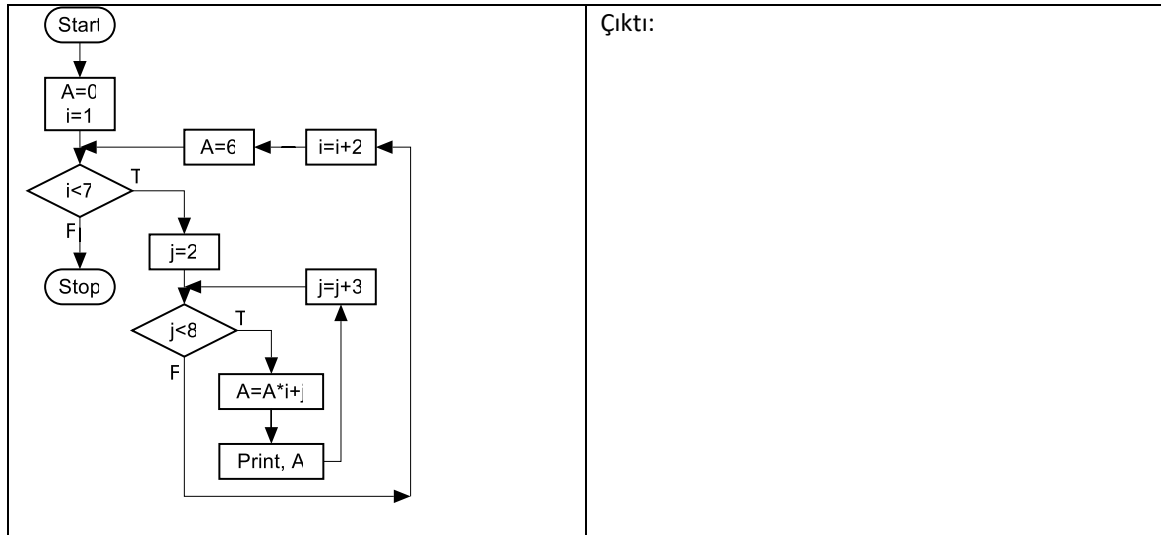 Start
A=0
i=1
A=6
i=i+2
i<7
T
F
j=2
Stop
j=j+3
j<8
T
F
A=A*i+j
Print, A
Çıktı: